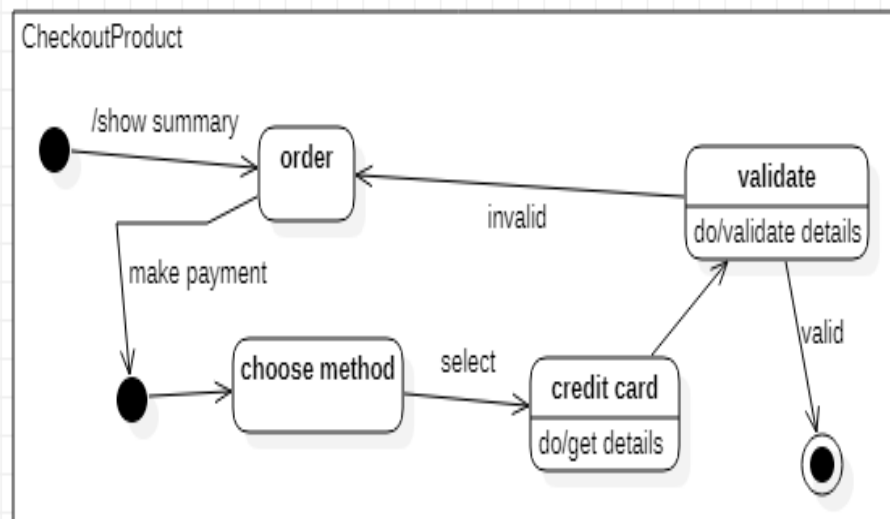 CheckoutProduct
/show summary
order
validate
do/validate details
invalid
make payment
valid
choose method
select
credit card
do/get details